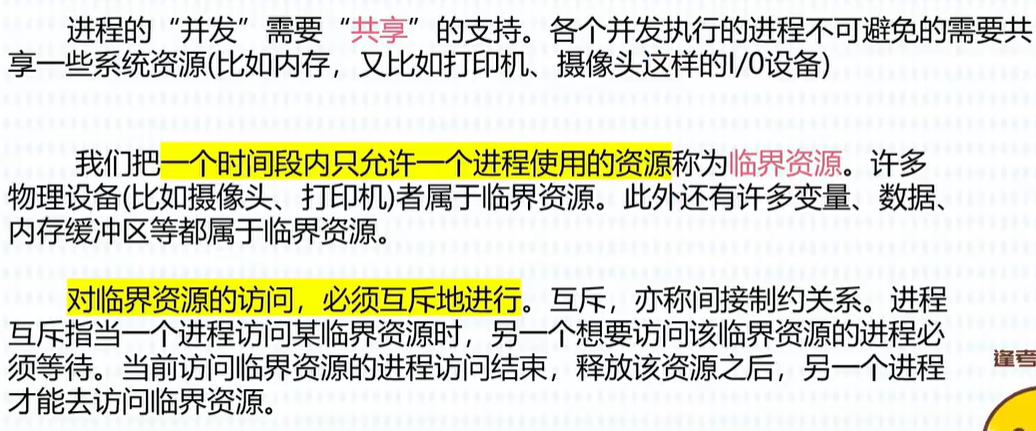 进程的“并发”需要“共享”的支持。各个并发执行的进程不可避免的需要共
享一些系统资源(比如内存，又比如打印机、摄像头这样的I/O设备)
我们把一个时间段内只允许一个进程使用的资源称为临界资源。许多
物理设备(比如摄像头、打印机)者属于临界资源。此外还有许多变量、数据、
内存缓冲区等都属于临界资源。
对临界资源的访问，必须互斥地进行。互斥，亦称间接制约关系。进程
互斥指当一个进程访问某临界资源时，另一个想要访问该临界资源的进程必
须等待。当前访问临界资源的进程访问结束，释放该资源之后，另一个进程
才能去访问临界资源。